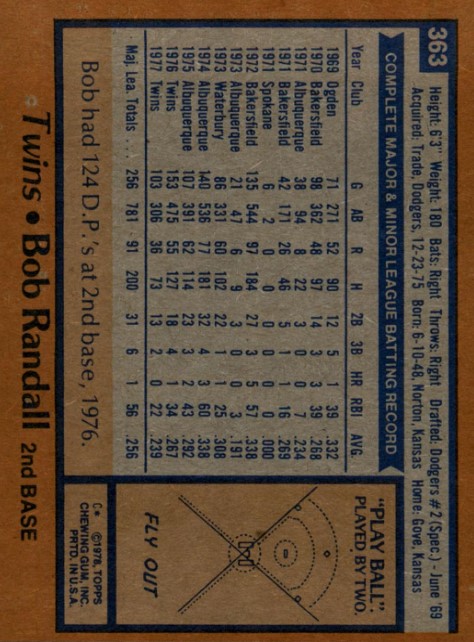 363
Height: 6'3" Weight: 180 Bats: Right Throws: Right Drafted: Dodgers #2 (Spec.) - June '69
Acquired: Trade, Dodgers, 12-23-75 Born: 6-10-48, Norton, Kansas Home: Gove, Kansas
COMPLETE MAJOR & MINOR LEAGUE BATTING RECORD
Year Club G AB R H 2B 3B HR RBI AVG.
1969 Ogden 71 271 52 90 12 5 1 39 .332
1970 Bakersfield 98 362 48 97 14 3 3 39 .268
1971 Albuquerque 38 94 8 22 3 0 0 7 .234
1971 Bakersfield 42 171 26 46 5 1 1 16 .269
1971 Spokane 6 2 0 0 0 0 0 0 .000
1972 Bakersfield 135 544 97 184 27 3 5 57 .338
1973 Albuquerque 21 47 6 9 3 0 0 3 .191
1973 Waterbury 86 331 60 102 22 1 1 25 .308
1974 Albuquerque 140 536 77 181 32 4 3 60 .338
1975 Albuquerque 107 391 62 114 23 3 2 43 .292
1976 Twins 153 475 55 127 18 4 1 34 .267
1977 Twins 103 306 36 73 13 2 0 22 .239
Maj. Lea. Totals ... 256 781 91 200 31 6 1 56 .256
Bob had 124 D.P.'s at 2nd base, 1976.
"PLAY BALL":
PLAYED BY TWO.
FLY OUT
C* ©1978, TOPPS
CHEWING GUM, INC.
PRTD. IN U.S.A.
Twins • Bob Randall 2nd BASE